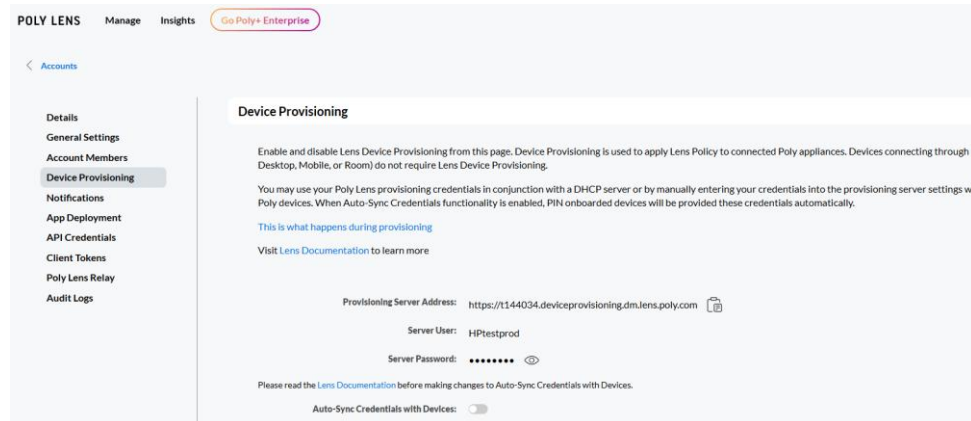 POLY LENS Manage Insights Go Poly+ Enterprise
Accounts
Details
General Settings
Account Members
Device Provisioning
Notifications
App Deployment
API Credentials
Client Tokens
Poly Lens Relay
Audit Logs
Device Provisioning
Enable and disable Lens Device Provisioning from this page. Device Provisioning is used to apply Lens Policy to connected Poly appliances. Devices connecting through
Desktop, Mobile, or Room) do not require Lens Device Provisioning.
You may use your Poly Lens provisioning credentials in conjunction with a DHCP server or by manually entering your credentials into the provisioning server settings w
Poly devices. When Auto-Sync Credentials functionality is enabled, PIN onboarded devices will be provided these credentials automatically.
This is what happens during provisioning
Visit Lens Documentation to learn more
Provisioning Server Address: https://t144034.deviceprovisioning.dm.lens.poly.com
Server User: HPtestprod
Server Password: ••••••••
Please read the Lens Documentation before making changes to Auto-Sync Credentials with Devices.
Auto-Sync Credentials with Devices: